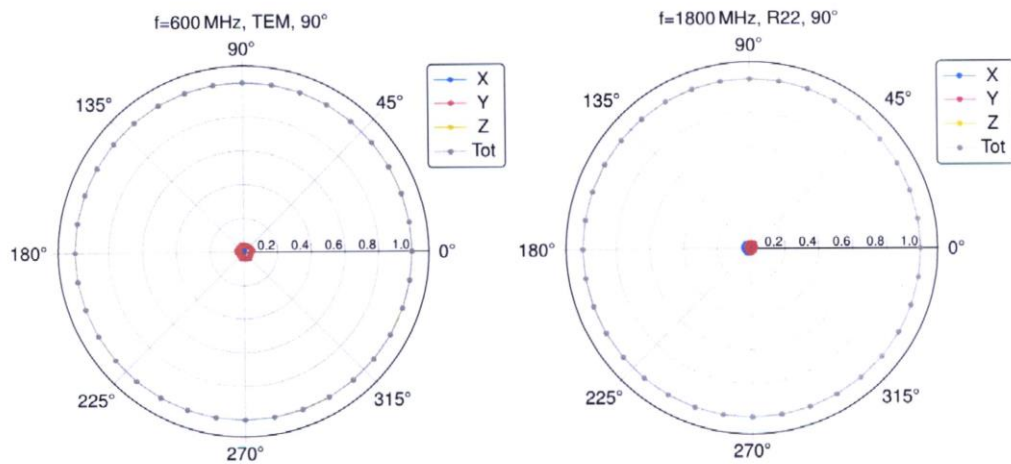 f=600 MHz, TEM, 90°
90°
135°
45°
X
Y
Z
Tot
180°
0.2 0.4 0.6 0.8 1.0
0°
225°
315°
270°
f=1800 MHz, R22, 90°
90°
135°
45°
X
Y
Z
Tot
180°
0.2 0.4 0.6 0.8 1.0
0°
225°
315°
270°